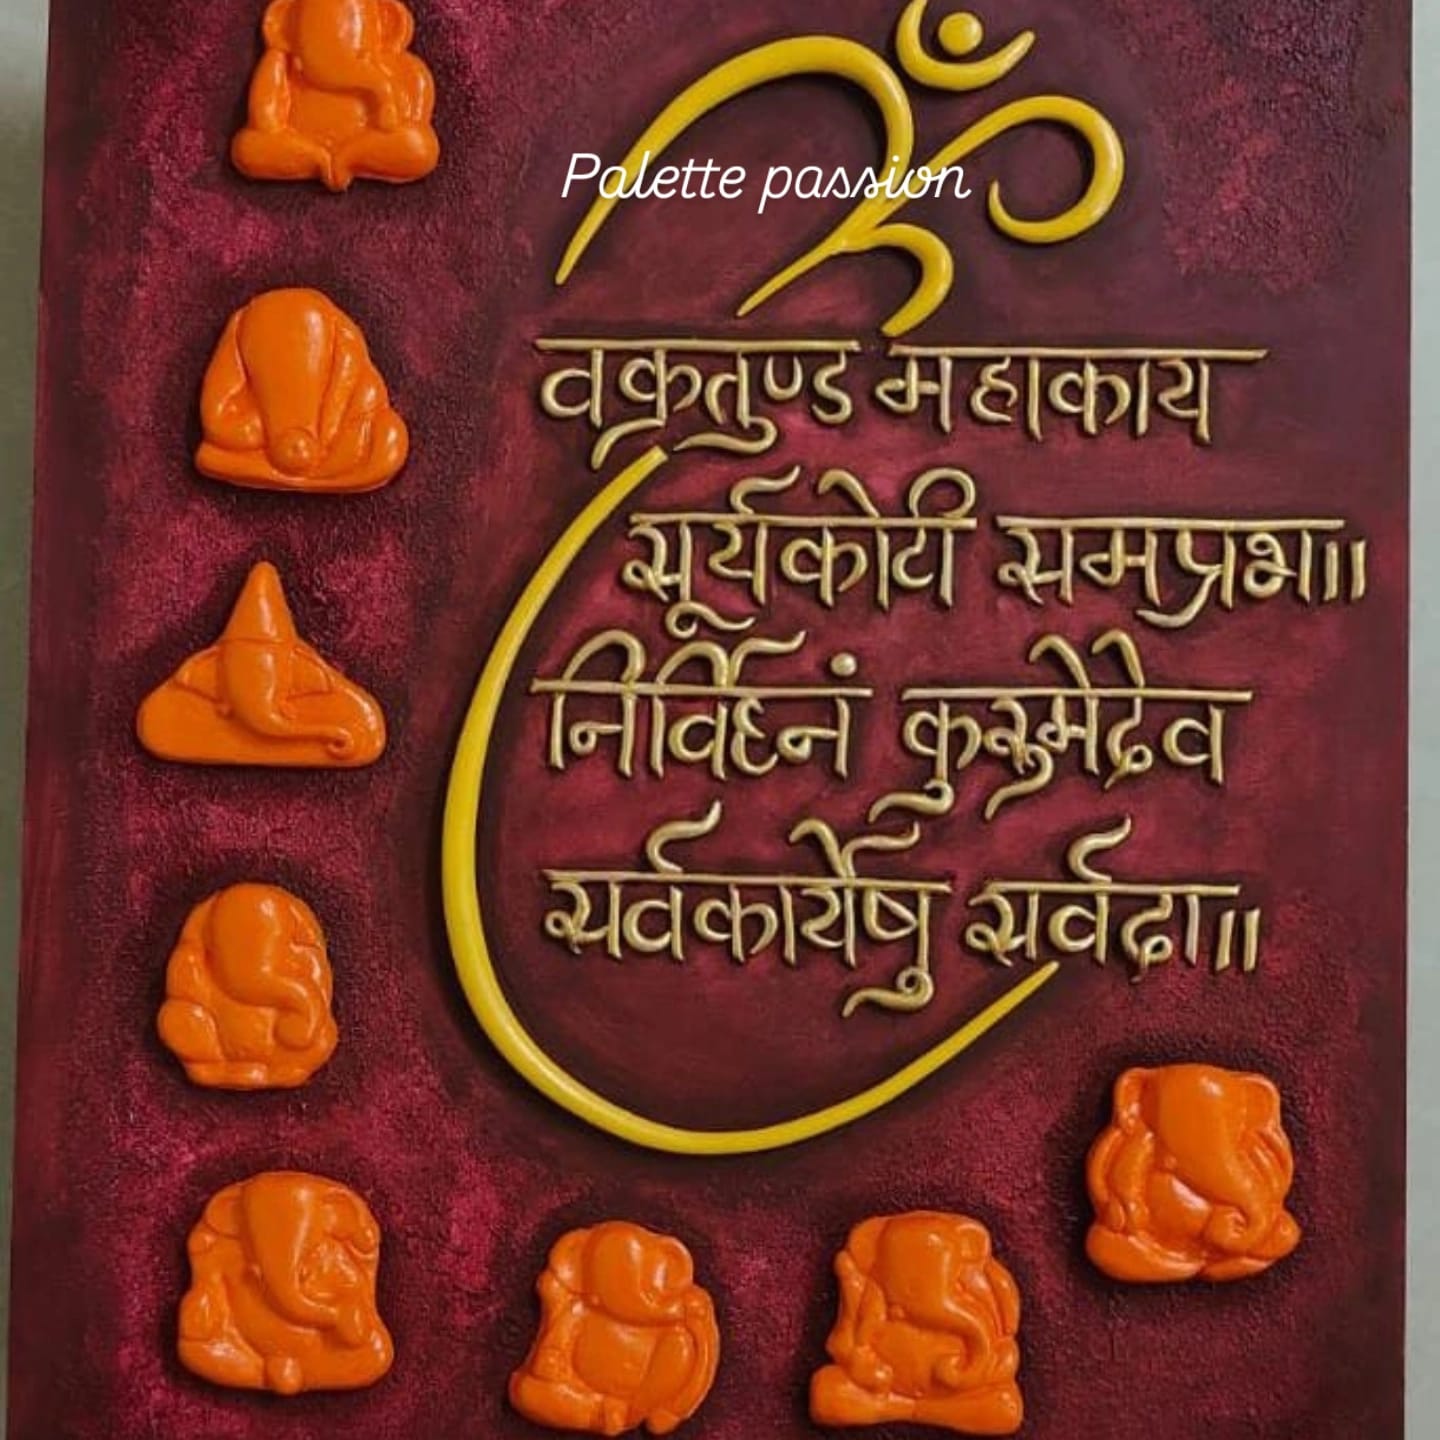 Palette passion
ॐ
वक्रतुण्ड महाकाय
सूर्यकोटी समप्रभ॥
निर्विघ्नं कुरुमेदेव
सर्वकार्येषु सर्वदा॥